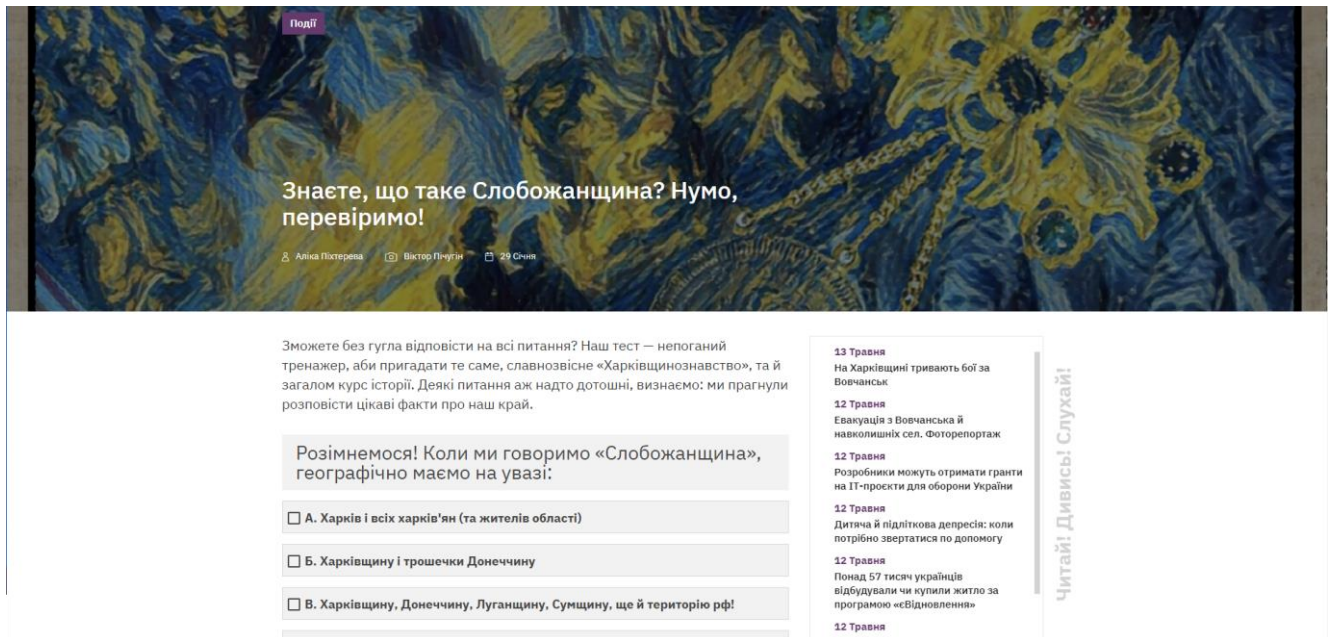 Події
Знаєте, що таке Слобожанщина? Нумо,
перевіримо!
Аліка Піхтерева Віктор Пічугін 29 Січня
Зможете без гугла відповісти на всі питання? Наш тест — непоганий
тренажер, аби пригадати те саме, славнозвісне «Харківщинознавство», та й
загалом курс історії. Деякі питання аж надто дотошні, визнаємо: ми прагнули
розповісти цікаві факти про наш край.
Розімнемося! Коли ми говоримо «Слобожанщина»,
географічно маємо на увазі:
А. Харків і всіх харків'ян (та жителів області)
Б. Харківщину і трошечки Донеччину
В. Харківщину, Донеччину, Луганщину, Сумщину, ще й територію рф!
13 Травня
На Харківщині тривають бої за
Вовчанськ
12 Травня
Евакуація з Вовчанська й
навколишніх сел. Фоторепортаж
12 Травня
Розробники можуть отримати гранти
на ІТ-проєкти для оборони України
12 Травня
Дитяча й підліткова депресія: коли
потрібно звертатися по допомогу
12 Травня
Понад 57 тисяч українців
відбудували чи купили житло за
програмою «єВідновлення»
12 Травня
Читай! Дивись! Слухай!